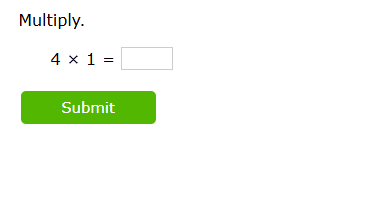 Multiply.
4 × 1 =
Submit